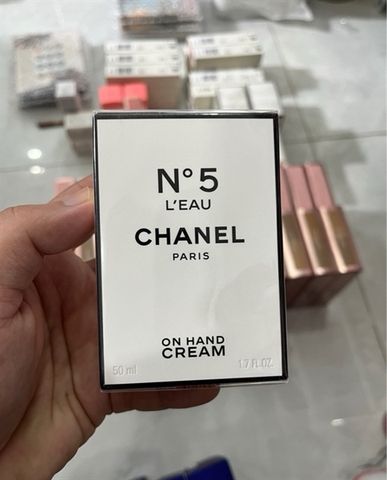 N°5
L'EAU
CHANEL
PARIS
ON HAND
CREAM
50 ml 1.7 FL. OZ.